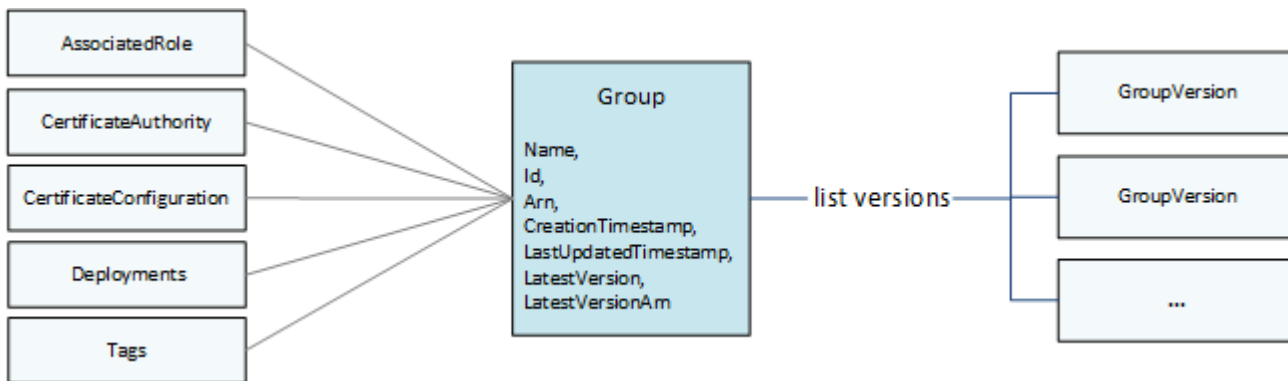 AssociatedRole
CertificateAuthority
CertificateConfiguration
Deployments
Tags
Group
Name,
Id,
Arn,
CreationTimestamp,
LastUpdatedTimestamp,
LatestVersion,
LatestVersionArn
list versions
GroupVersion
GroupVersion
...